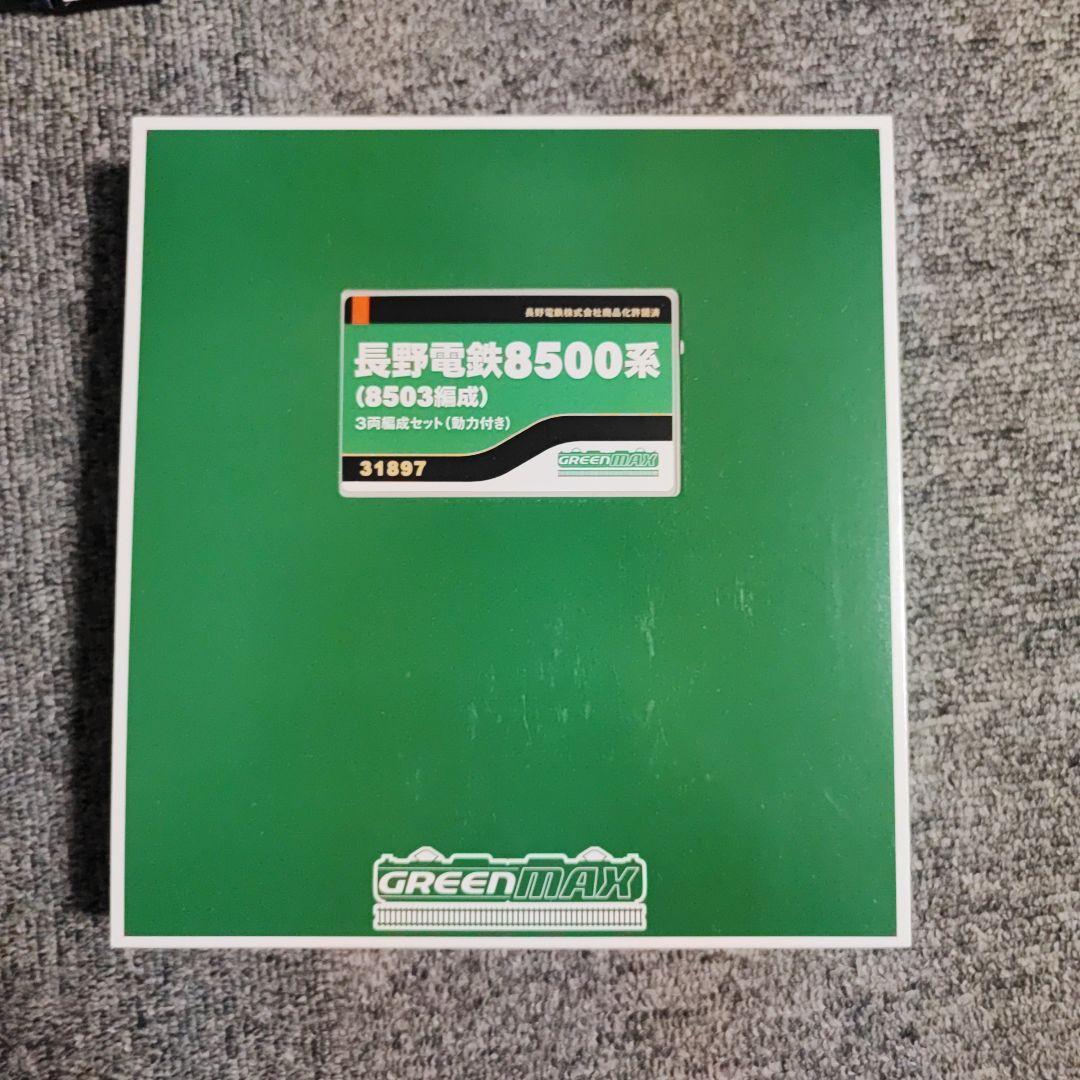 長野電鉄株式会社商品化許諾済
長野電鉄8500系
(8503編成)
3両編成セット(動力付き)
31897
GREENMAX
GREENMAX